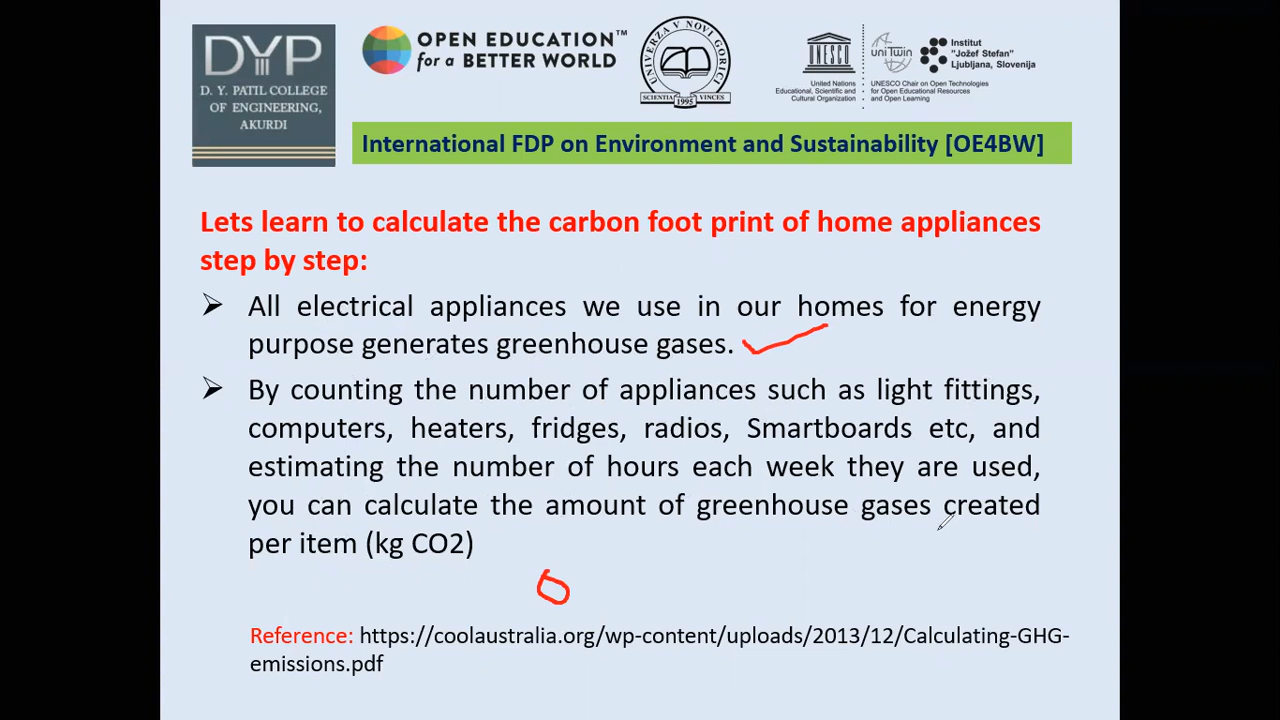 DYP
D. Y. PATIL COLLEGE
OF ENGINEERING,
AKURDI
OPEN EDUCATION™
for a BETTER WORLD
UNIVERZA V NOVI GORICI
SCIENTIA VINCES
1995
UNESCO
United Nations
Educational, Scientific and
Cultural Organization
uniTwin
Institut
"Jožef Stefan"
Ljubljana, Slovenija
UNESCO Chair on Open Technologies
for Open Educational Resources
and Open Learning
International FDP on Environment and Sustainability [OE4BW]
Lets learn to calculate the carbon foot print of home appliances
step by step:
All electrical appliances we use in our homes for energy
purpose generates greenhouse gases.
By counting the number of appliances such as light fittings,
computers, heaters, fridges, radios, Smartboards etc, and
estimating the number of hours each week they are used,
you can calculate the amount of greenhouse gases created
per item (kg CO2)
Reference: https://coolaustralia.org/wp-content/uploads/2013/12/Calculating-GHG-
emissions.pdf